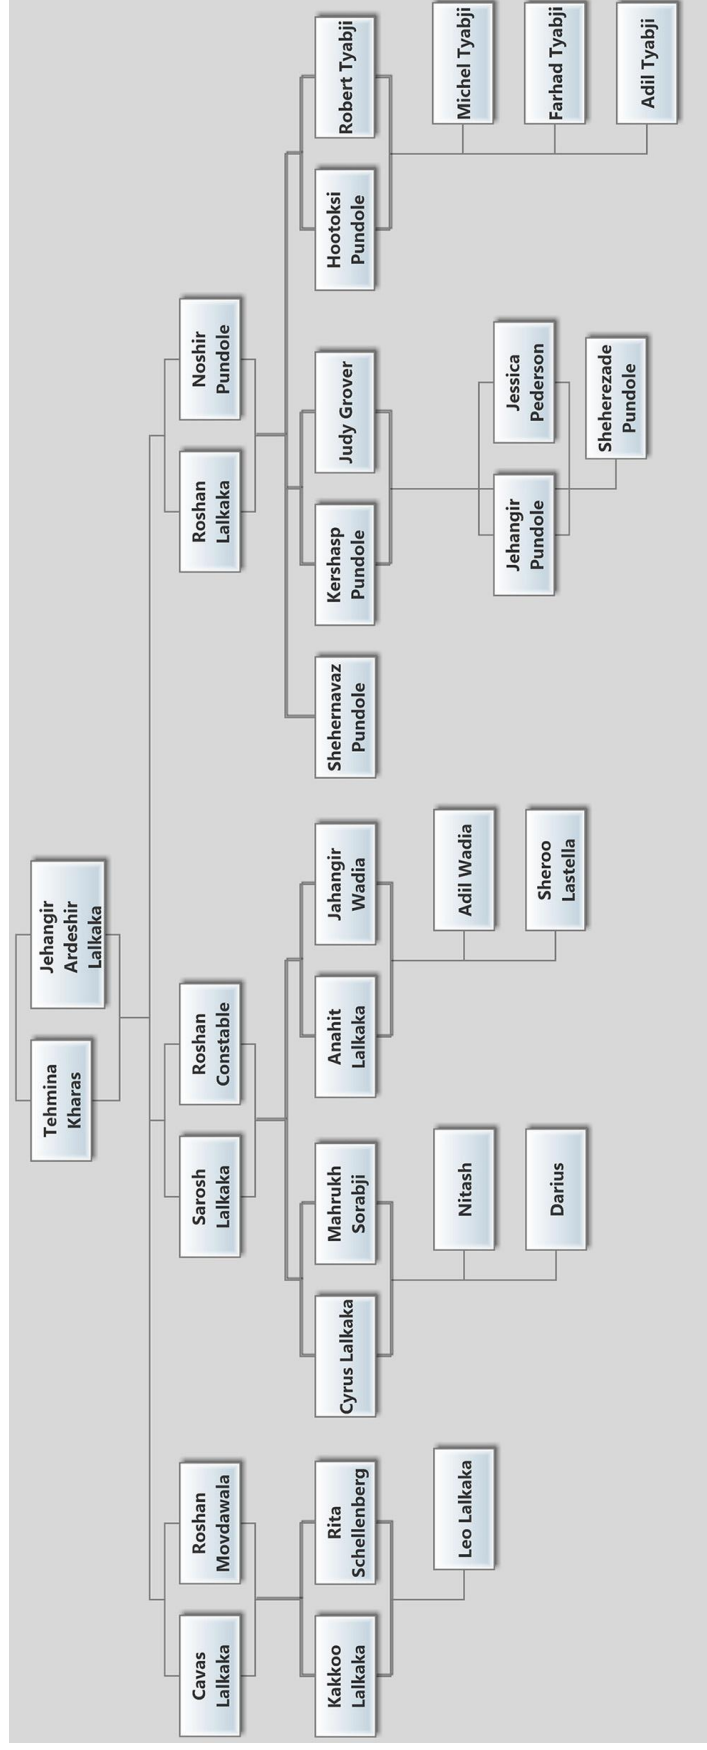 Tehmina
Kharas
Jehangir
Ardeshir
Lalkaka
Cavas
Lalkaka
Roshan
Movdawala
Sarosh
Lalkaka
Roshan
Constable
Roshan
Lalkaka
Noshir
Pundole
Kakkoo
Lalkaka
Rita
Schellenberg
Cyrus Lalkaka
Mahrukh
Sorabji
Anahit
Lalkaka
Jahangir
Wadia
Shehernavaz
Pundole
Kershasp
Pundole
Judy Grover
Hootoksi
Pundole
Robert Tyabji
Leo Lalkaka
Nitash
Darius
Adil Wadia
Sheroo
Lastella
Jehangir
Pundole
Jessica
Pederson
Sheherezade
Pundole
Michel Tyabji
Farhad Tyabji
Adil Tyabji